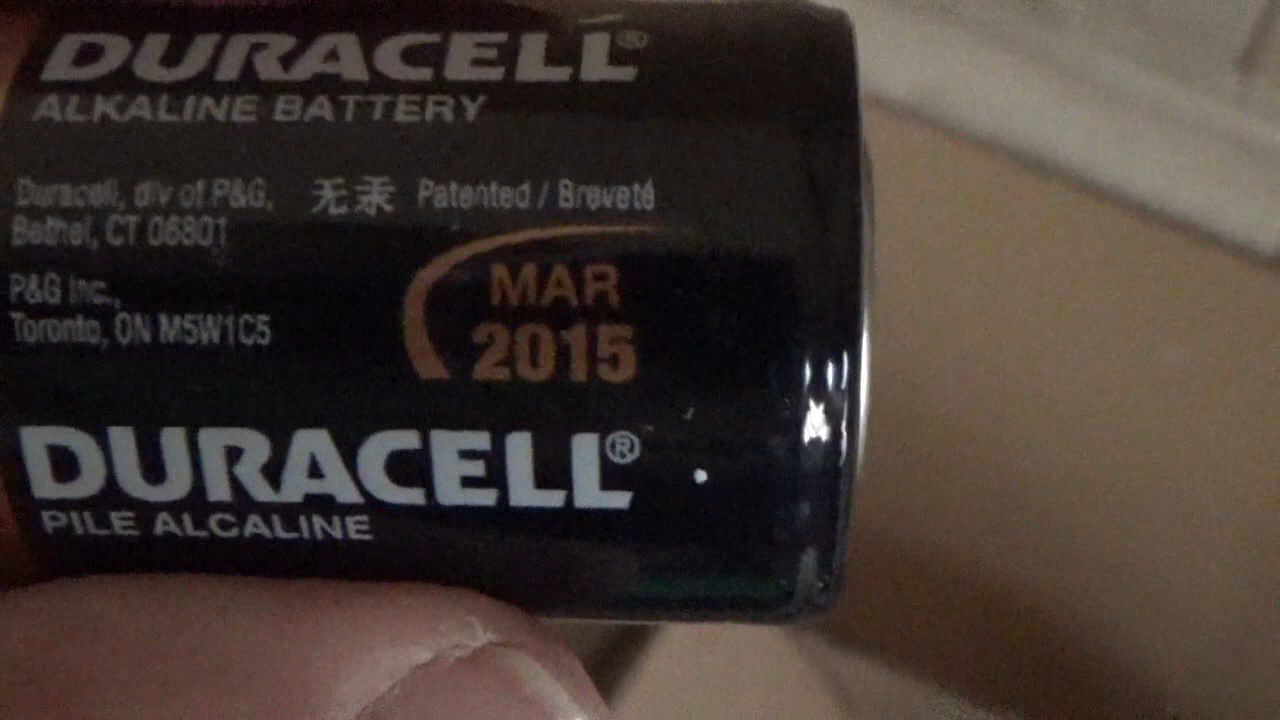 DURACELL®
ALKALINE BATTERY
Duracell, div of P&G, 无汞 Patented / Breveté
Bethel, CT 06801
P&G Inc.,
Toronto, ON M5W1C5
MAR
2015
DURACELL®
PILE ALCALINE